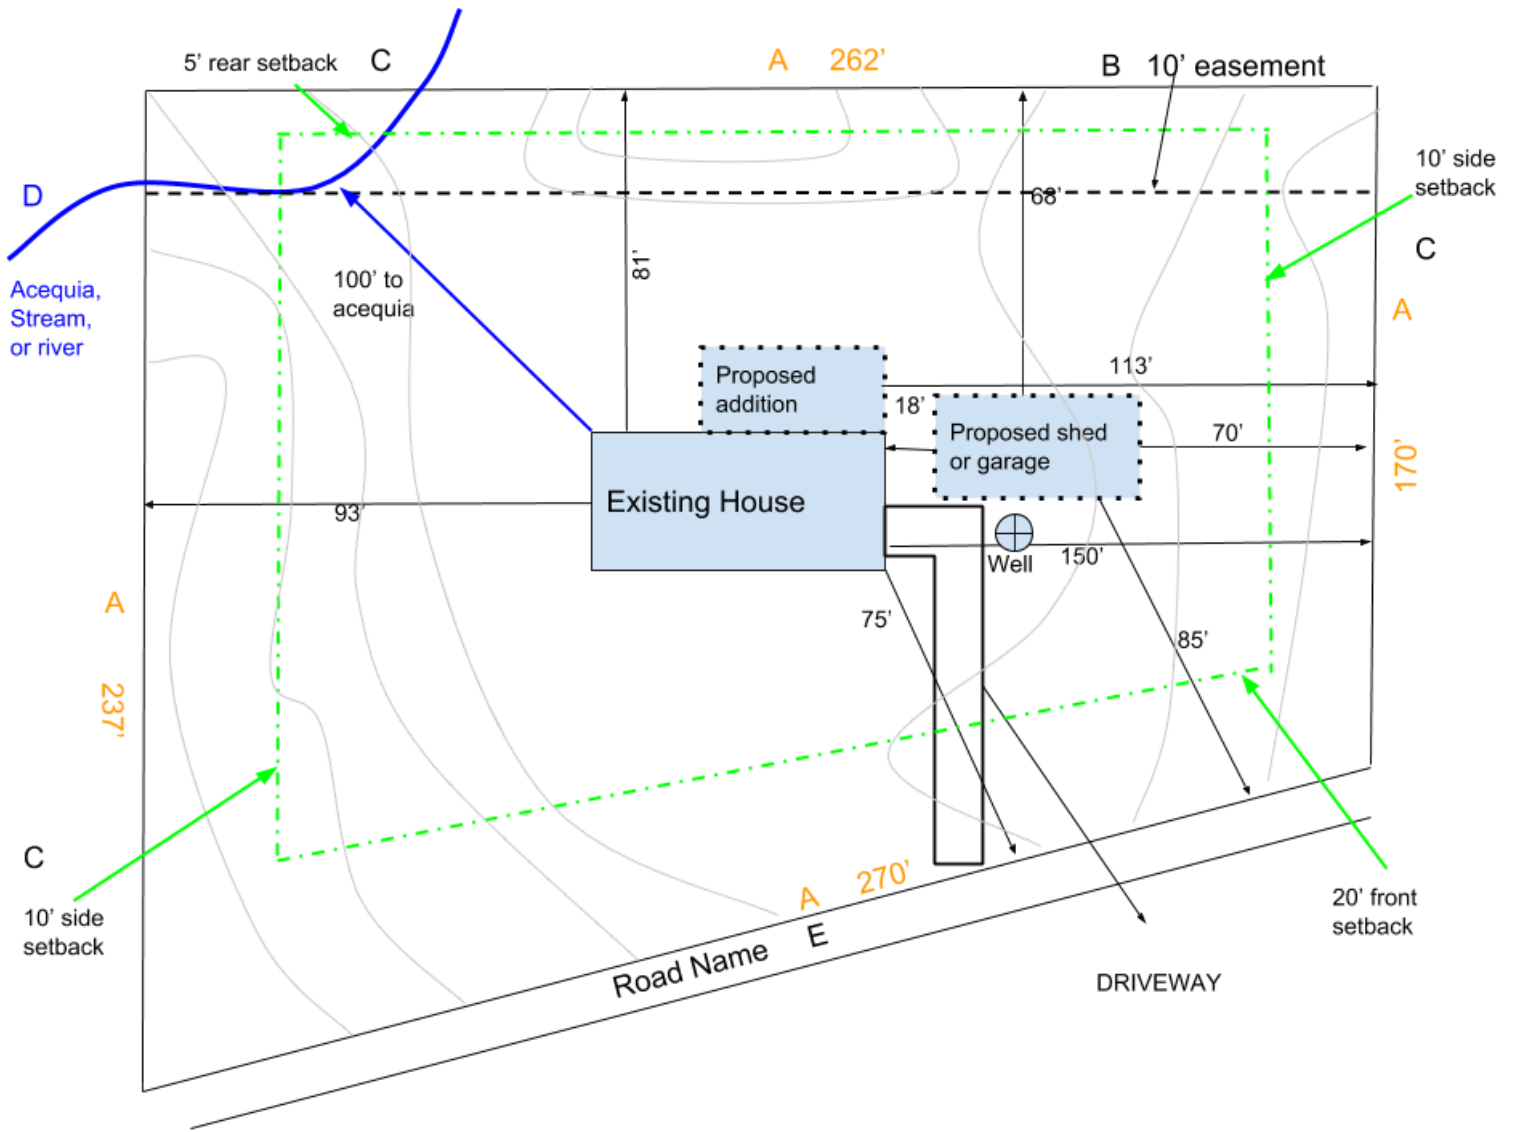 5’ rear setback
C
A 262’
B 10’ easement
10’ side
setback
D
68’
C
81’
100’ to
acequia
Acequia,
Stream,
or river
A
113’
Proposed
addition
18’
Proposed shed
or garage
70’
170’
Existing House
93’
Well
150’
A
75’
85’
237’
C
A 270’
10’ side
setback
20’ front
setback
Road Name E
DRIVEWAY